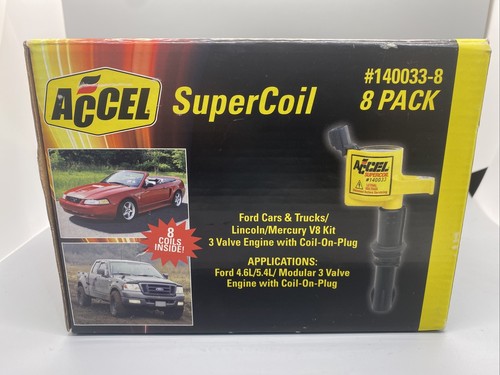 ACCEL
SuperCoil
#140033-8
8 PACK
ACCEL
SUPERCOIL
#140033
8
COILS
INSIDE!
Ford Cars & Trucks/
Lincoln/Mercury V8 Kit
3 Valve Engine with Coil-On-Plug
APPLICATIONS:
Ford 4.6L/5.4L/ Modular 3 Valve
Engine with Coil-On-Plug